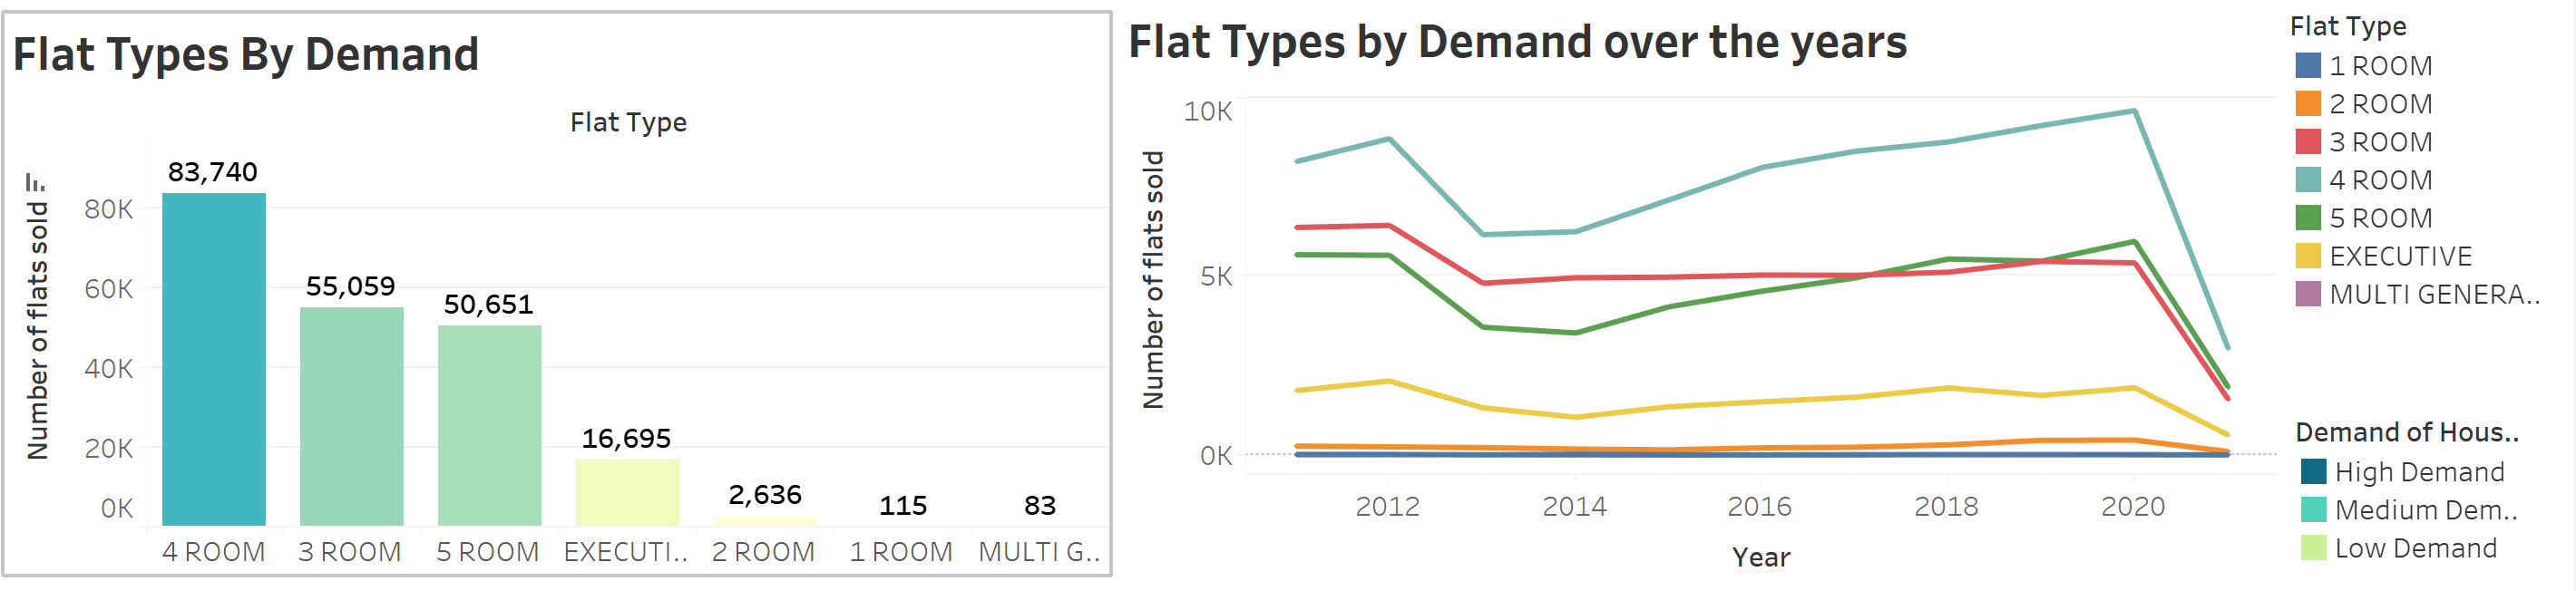 Flat Types By Demand
Flat Type
Number of flats sold
80K
60K
40K
20K
0K
83,740
55,059
50,651
16,695
2,636
115
83
4 ROOM
3 ROOM
5 ROOM
EXECUTI..
2 ROOM
1 ROOM
MULTI G..
Flat Types by Demand over the years
Number of flats sold
10K
5K
0K
2012
2014
2016
2018
2020
Year
Flat Type
1 ROOM
2 ROOM
3 ROOM
4 ROOM
5 ROOM
EXECUTIVE
MULTI GENERA..
Demand of Hous..
High Demand
Medium Dem..
Low Demand